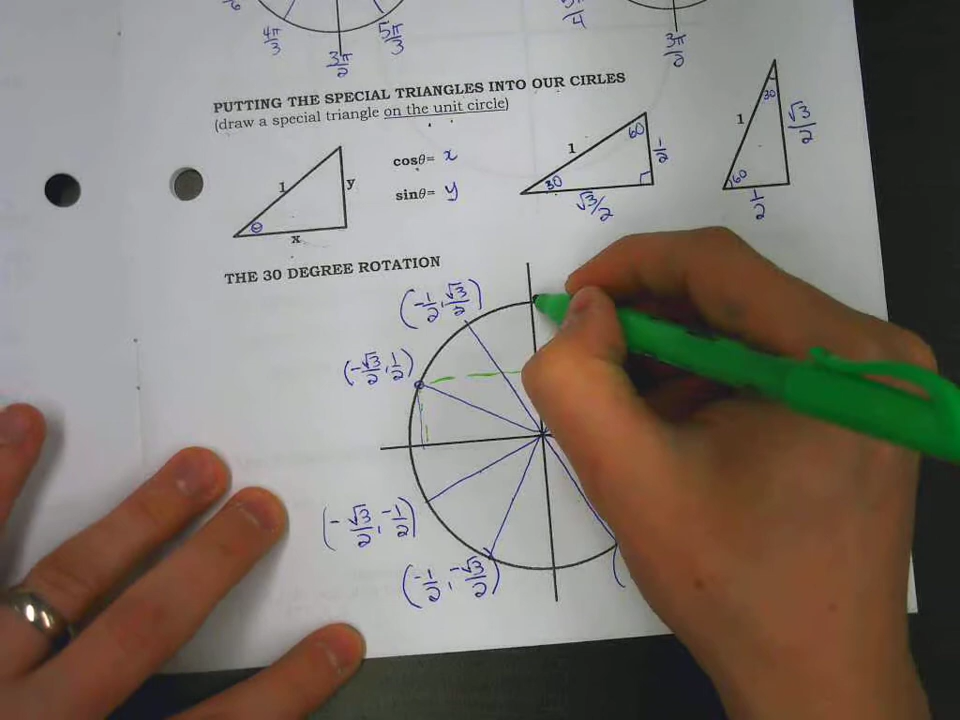 4π/3
3π/2
5π/3
3π/2
PUTTING THE SPECIAL TRIANGLES INTO OUR CIRLES
(draw a special triangle on the unit circle)
1
y
θ
x
cosθ= x
sinθ= y
1
60
1/2
30
√3/2
30
1
√3/2
60
1/2
THE 30 DEGREE ROTATION
(-1/2, √3/2)
(-√3/2, 1/2)
(-√3/2, -1/2)
(-1/2, -√3/2)
(